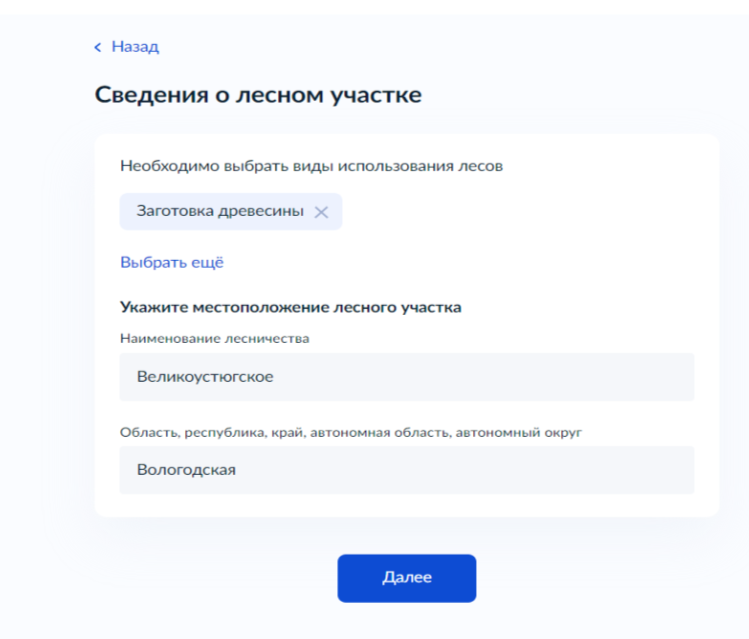 Назад
Сведения о лесном участке
Необходимо выбрать виды использования лесов
Заготовка древесины
Выбрать ещё
Укажите местоположение лесного участка
Наименование лесничества
Великоустюгское
Область, республика, край, автономная область, автономный округ
Вологодская
Далее